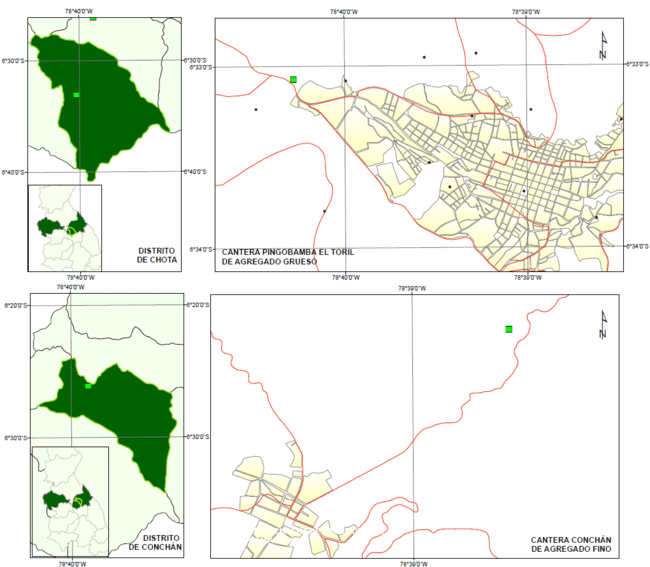 78°40'0"W
78°40'0"W
78°39'0"W
6°30'0"S
6°30'0"S
6°33'0"S
6°33'0"S
N
6°40'0"S
6°40'0"S
DISTRITO
DE CHOTA
6°34'0"S
6°34'0"S
CANTERA PINGOBAMBA EL TORIL
DE AGREGADO GRUESO
78°40'0"W
78°40'0"W
78°39'0"W
78°40'0"W
78°39'0"W
6°20'0"S
6°20'0"S
N
6°30'0"S
6°30'0"S
DISTRITO
DE CONCHÁN
CANTERA CONCHÁN
DE AGREGADO FINO
78°40'0"W
78°39'0"W